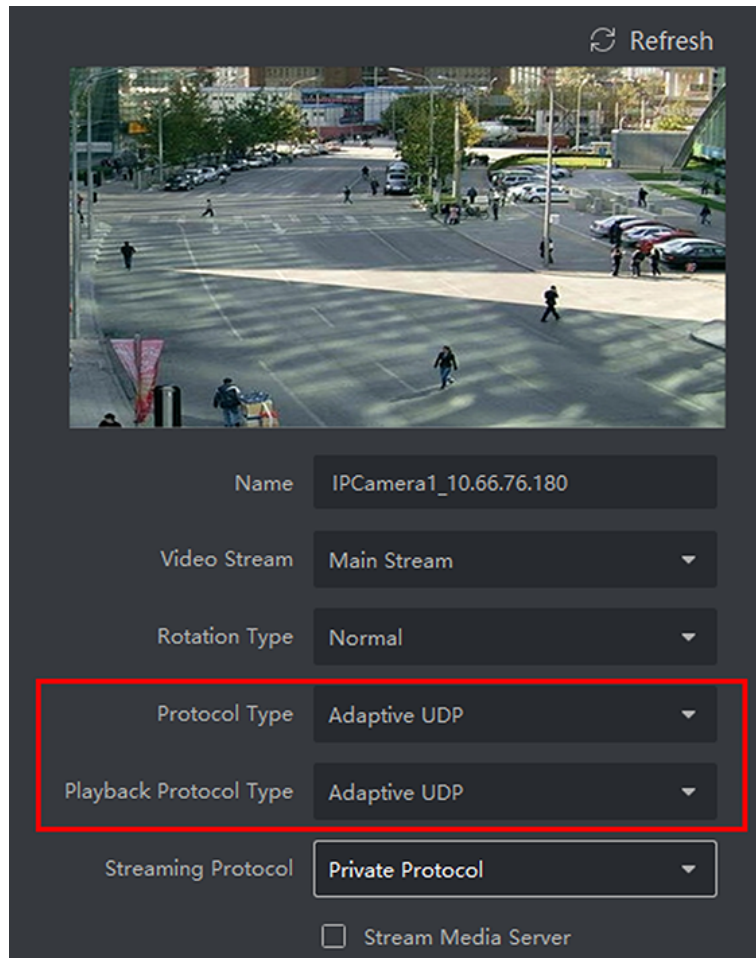 Refresh
Name IPCamera1_10.66.76.180
Video Stream Main Stream
Rotation Type Normal
Protocol Type Adaptive UDP
Playback Protocol Type Adaptive UDP
Streaming Protocol Private Protocol
Stream Media Server